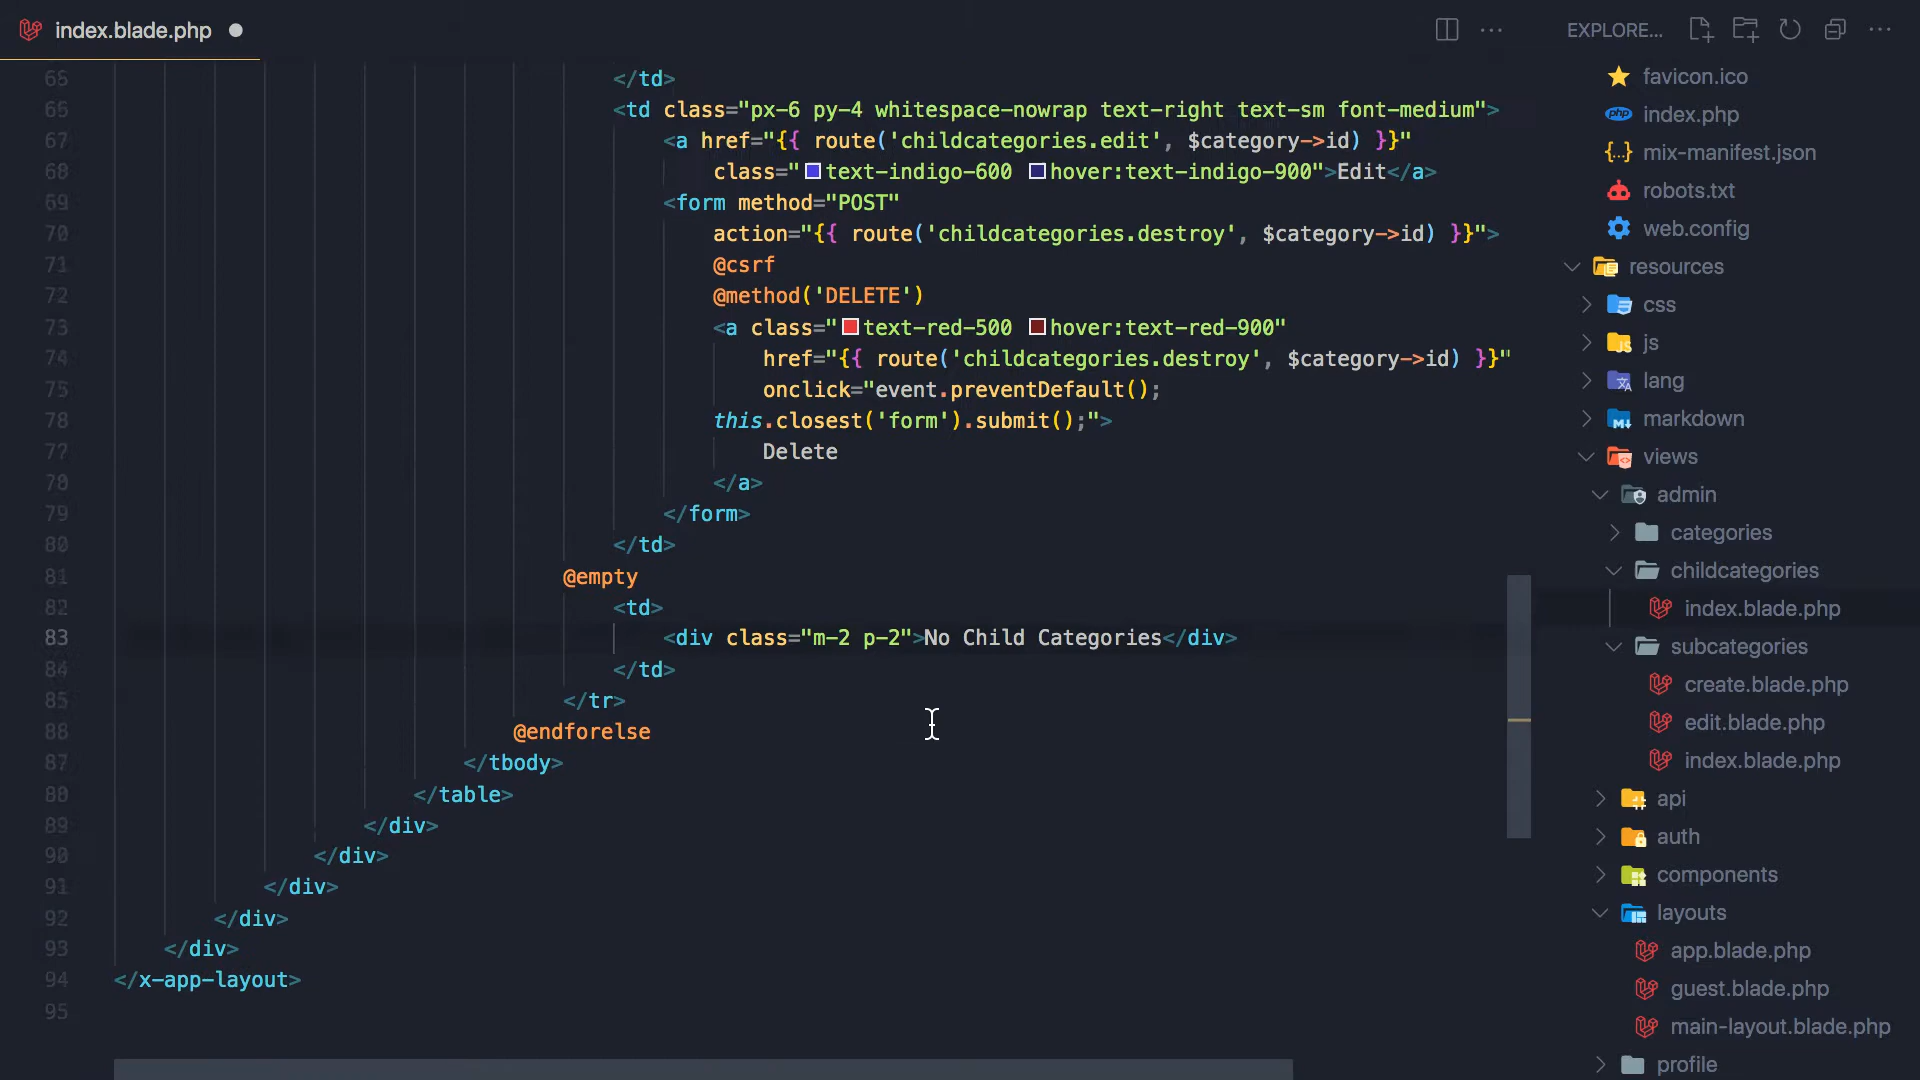 index.blade.php
EXPLORE...
65 </td>
66 <td class="px-6 py-4 whitespace-nowrap text-right text-sm font-medium">
67 <a href="{{ route('childcategories.edit', $category->id) }}"
68 class="text-indigo-600 hover:text-indigo-900">Edit</a>
69 <form method="POST"
70 action="{{ route('childcategories.destroy', $category->id) }}">
71 @csrf
72 @method('DELETE')
73 <a class="text-red-500 hover:text-red-900"
74 href="{{ route('childcategories.destroy', $category->id) }}"
75 onclick="event.preventDefault();
76 this.closest('form').submit();">
77 Delete
78 </a>
79 </form>
80 </td>
81 @empty
82 <td>
83 <div class="m-2 p-2">No Child Categories</div>
84 </td>
85 </tr>
86 @endforelse
87 </tbody>
88 </table>
89 </div>
90 </div>
91 </div>
92 </div>
93 </div>
94 </x-app-layout>
95
favicon.ico
index.php
mix-manifest.json
robots.txt
web.config
resources
css
js
lang
markdown
views
admin
categories
childcategories
index.blade.php
subcategories
create.blade.php
edit.blade.php
index.blade.php
api
auth
components
layouts
app.blade.php
guest.blade.php
main-layout.blade.php
profile